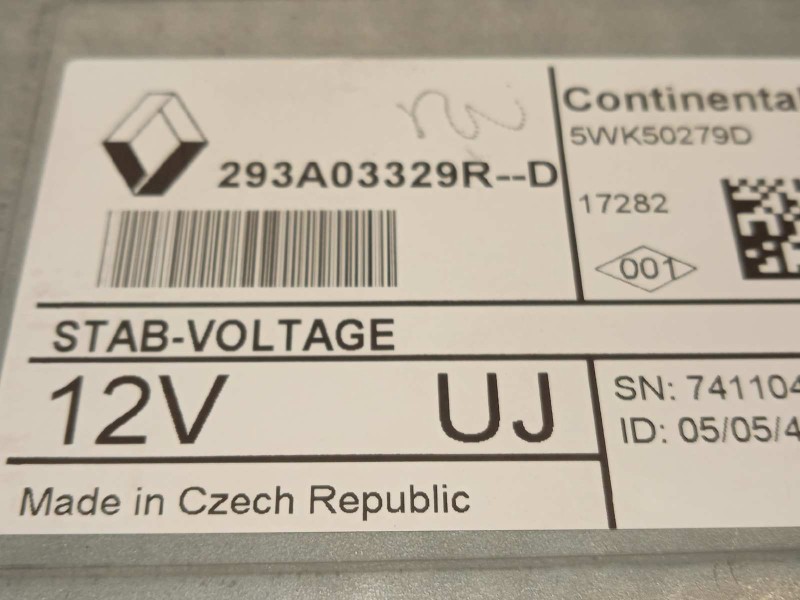 293A03329R--D
Continental
5WK50279D
17282
001
STAB-VOLTAGE
12V UJ
SN: 741104
ID: 05/05/4
Made in Czech Republic